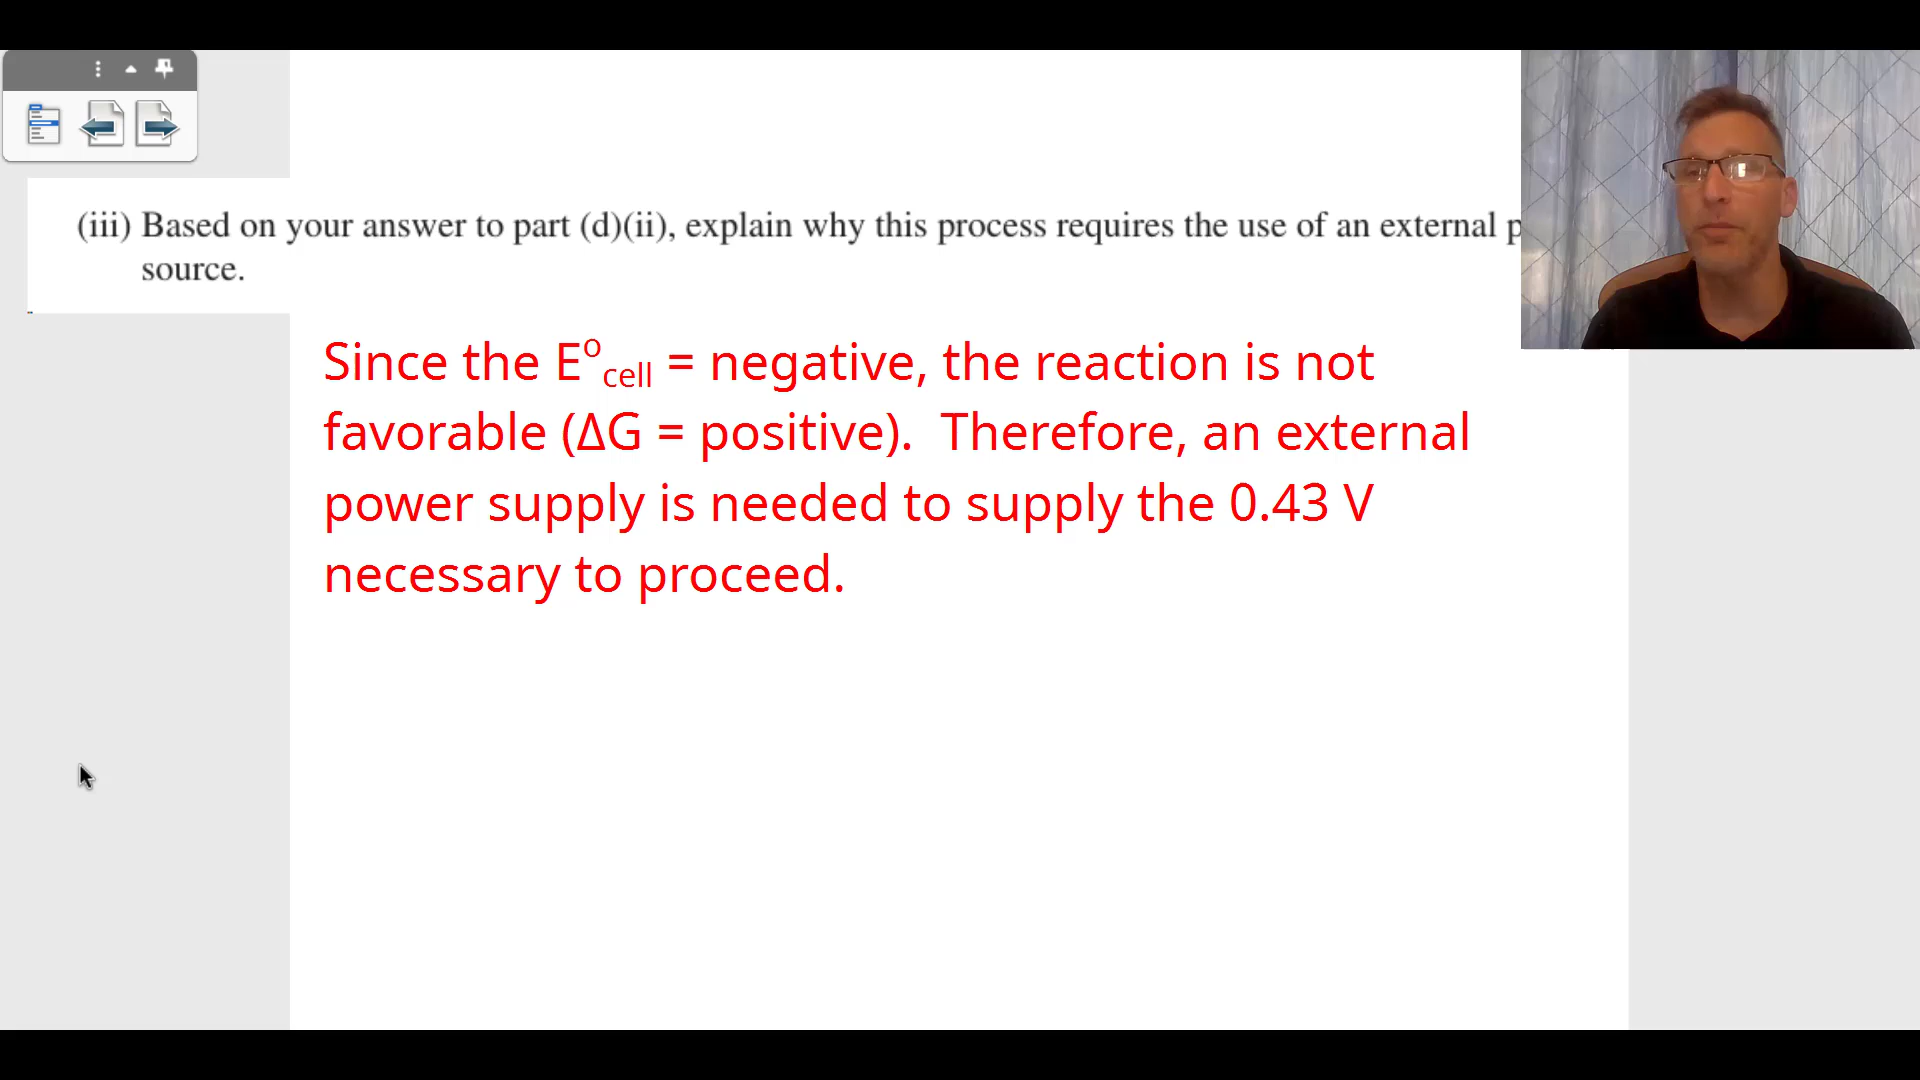 (iii) Based on your answer to part (d)(ii), explain why this process requires the use of an external
source.
Since the E°cell = negative, the reaction is not
favorable (ΔG = positive).  Therefore, an external
power supply is needed to supply the 0.43 V
necessary to proceed.